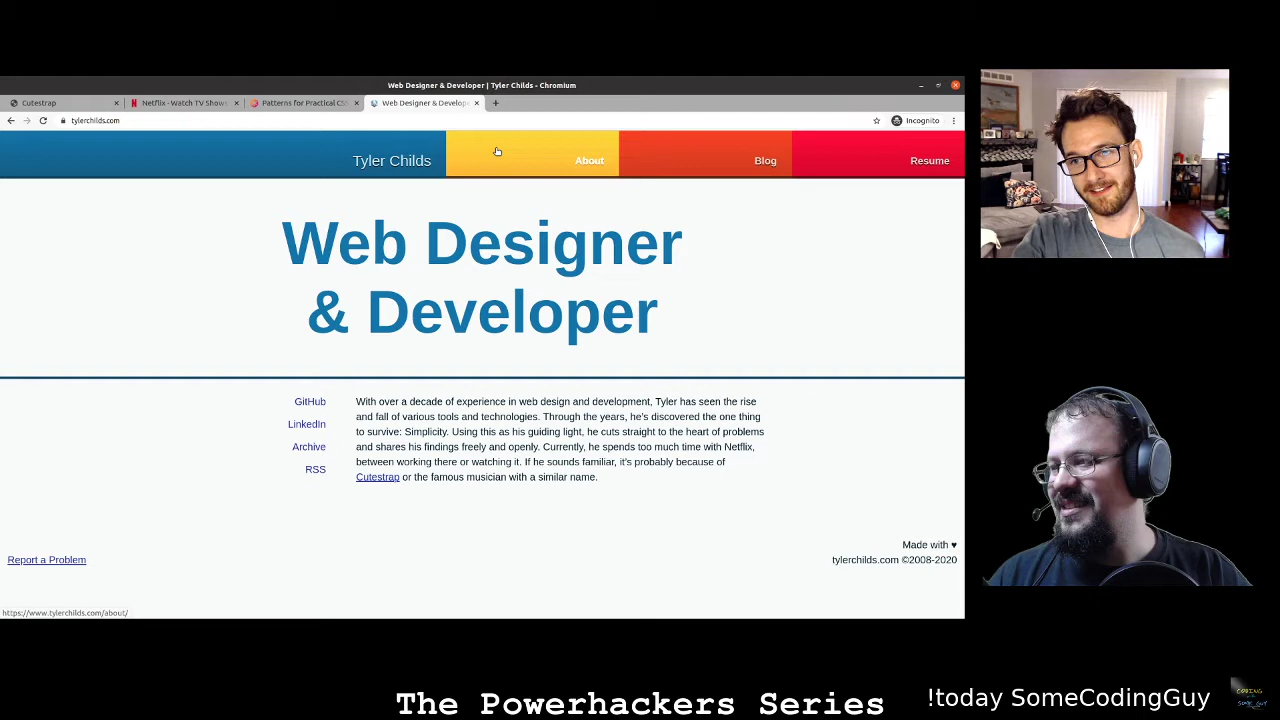 Web Designer & Developer | Tyler Childs - Chromium
Cutestrap
Netflix - Watch TV Shows
Patterns for Practical CS
Web Designer & Develope
tylerchilds.com
Incognito
Tyler Childs
About
Blog
Resume
Web Designer
& Developer
GitHub
LinkedIn
Archive
RSS
With over a decade of experience in web design and development, Tyler has seen the rise
and fall of various tools and technologies. Through the years, he's discovered the one thing
to survive: Simplicity. Using this as his guiding light, he cuts straight to the heart of problems
and shares his findings freely and openly. Currently, he spends too much time with Netflix,
between working there or watching it. If he sounds familiar, it's probably because of
Cutestrap or the famous musician with a similar name.
Made with ♥
Report a Problem
tylerchilds.com ©2008-2020
https://www.tylerchilds.com/about/
The Powerhackers Series
!today SomeCodingGuy
CODING
SOME GUY